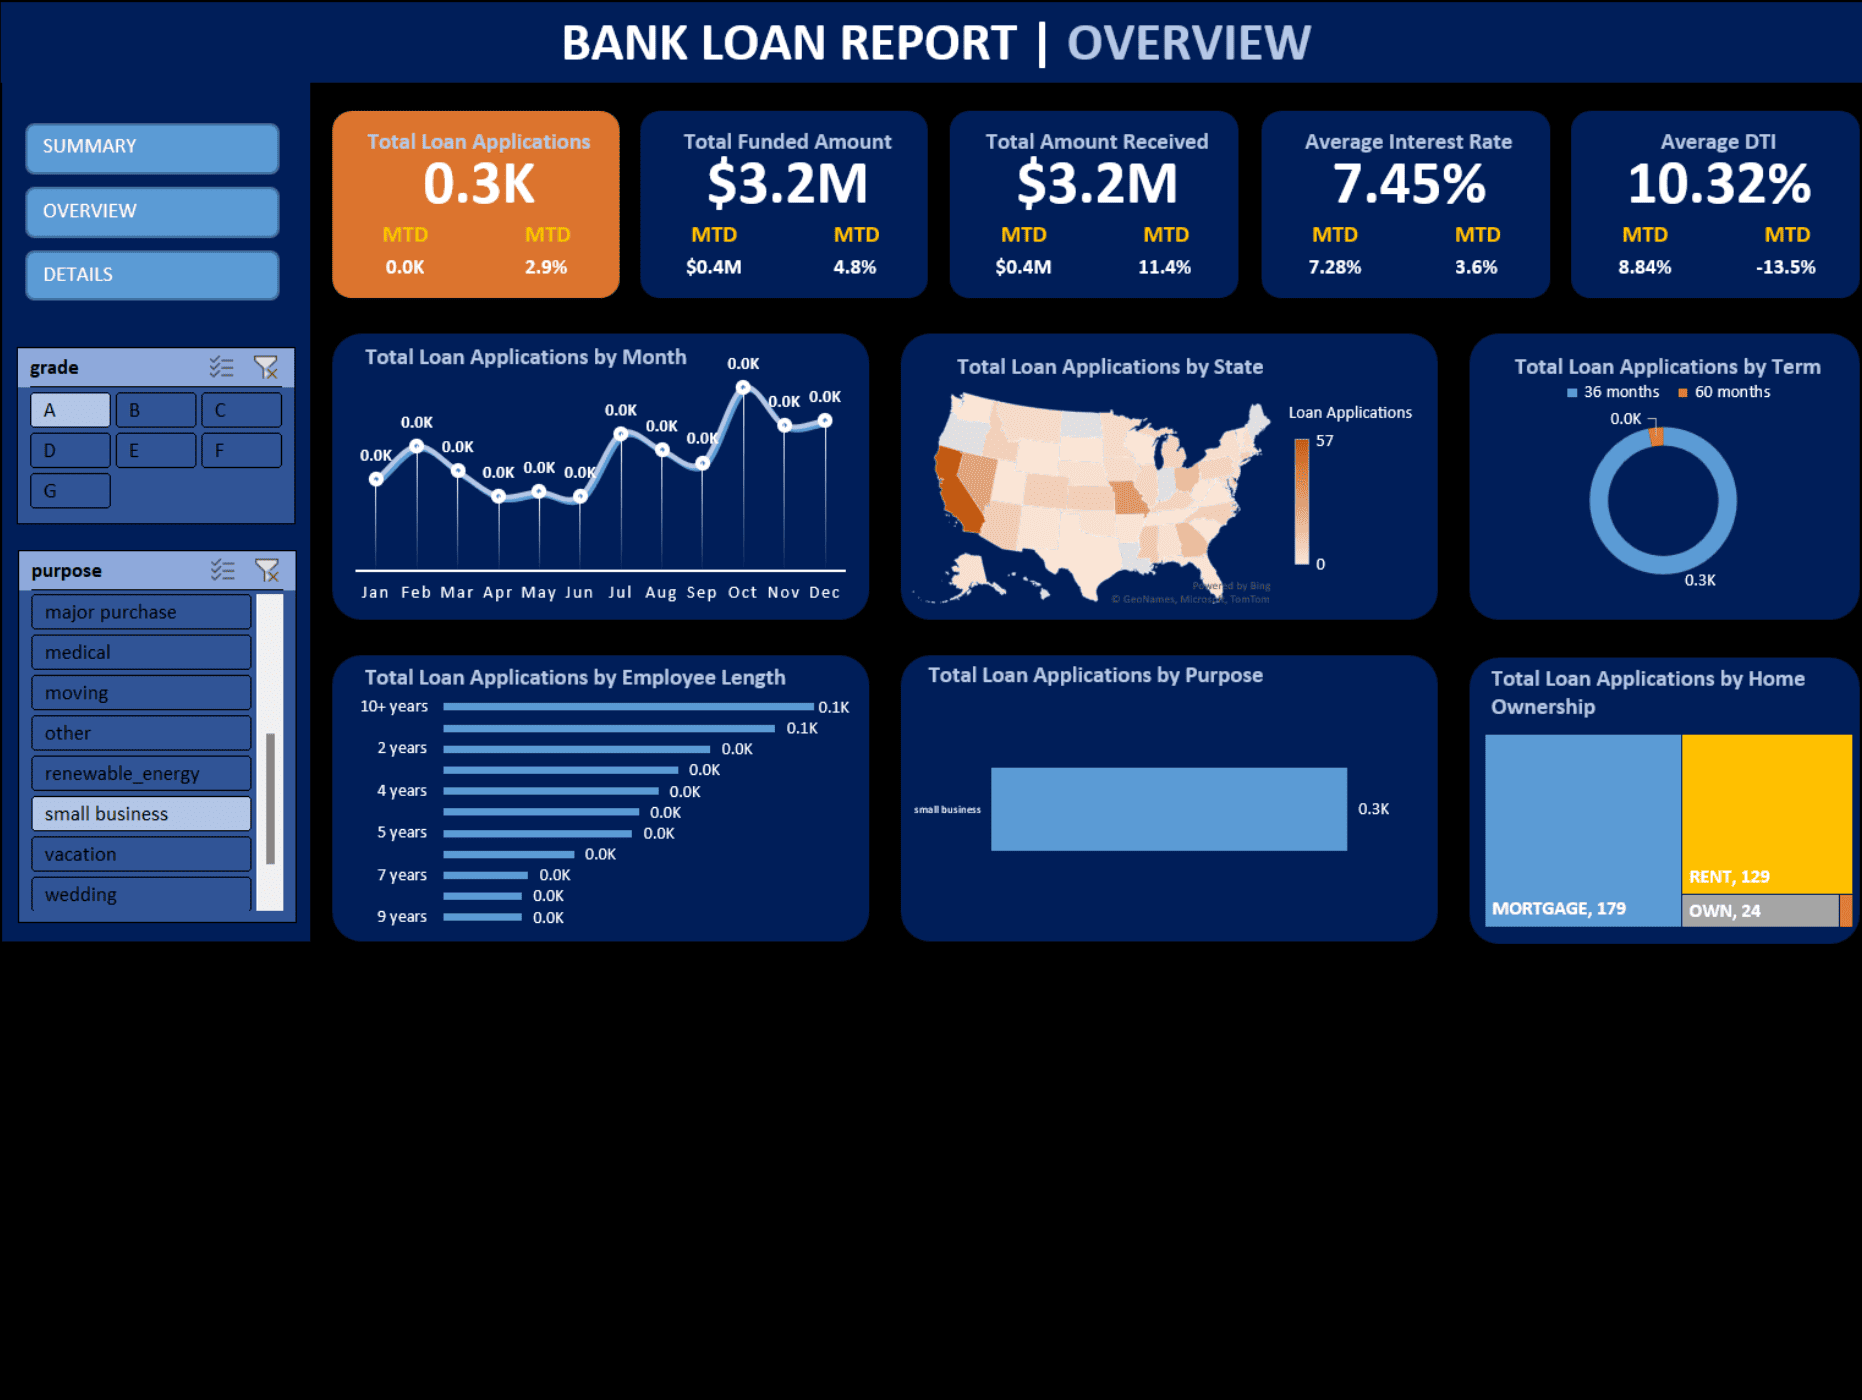 BANK LOAN REPORT | OVERVIEW
SUMMARY
OVERVIEW
DETAILS
grade
A B C
D E F
G
purpose
major purchase
medical
moving
other
renewable_energy
small business
vacation
wedding
Total Loan Applications
0.3K
MTD MTD
0.0K 2.9%
Total Funded Amount
$3.2M
MTD MTD
$0.4M 4.8%
Total Amount Received
$3.2M
MTD MTD
$0.4M 11.4%
Average Interest Rate
7.45%
MTD MTD
7.28% 3.6%
Average DTI
10.32%
MTD MTD
8.84% -13.5%
Total Loan Applications by Month
0.0K 0.0K 0.0K 0.0K 0.0K 0.0K 0.0K 0.0K 0.0K 0.0K 0.0K 0.0K
Jan Feb Mar Apr May Jun Jul Aug Sep Oct Nov Dec
Total Loan Applications by State
Loan Applications
57
0
Powered by Bing
© GeoNames, Microsoft, TomTom
Total Loan Applications by Term
36 months 60 months
0.0K
0.3K
Total Loan Applications by Employee Length
10+ years 0.1K
0.1K
2 years 0.0K
0.0K
4 years 0.0K
0.0K
5 years 0.0K
0.0K
7 years 0.0K
0.0K
9 years 0.0K
Total Loan Applications by Purpose
small business 0.3K
Total Loan Applications by Home
Ownership
MORTGAGE, 179
RENT, 129
OWN, 24